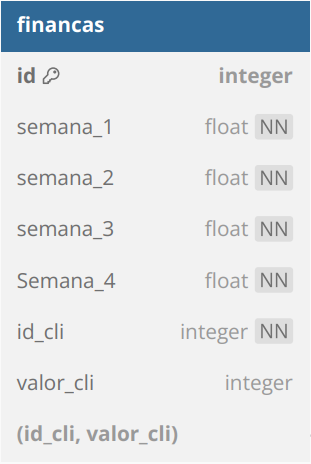 financas
id integer
semana_1 float NN
semana_2 float NN
semana_3 float NN
Semana_4 float NN
id_cli integer NN
valor_cli integer
(id_cli, valor_cli)